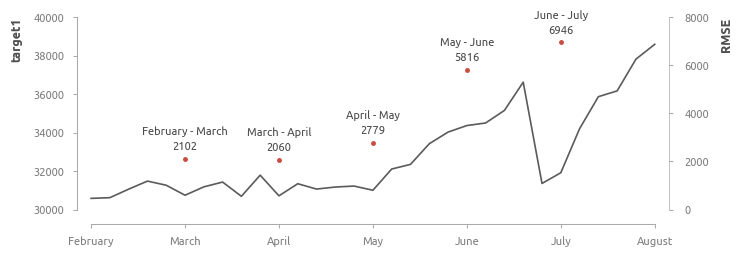 target1
40000
38000
36000
34000
32000
30000
February - March
2102
March - April
2060
April - May
2779
May - June
5816
June - July
6946
8000
6000
4000
2000
0
RMSE
February March April May June July August